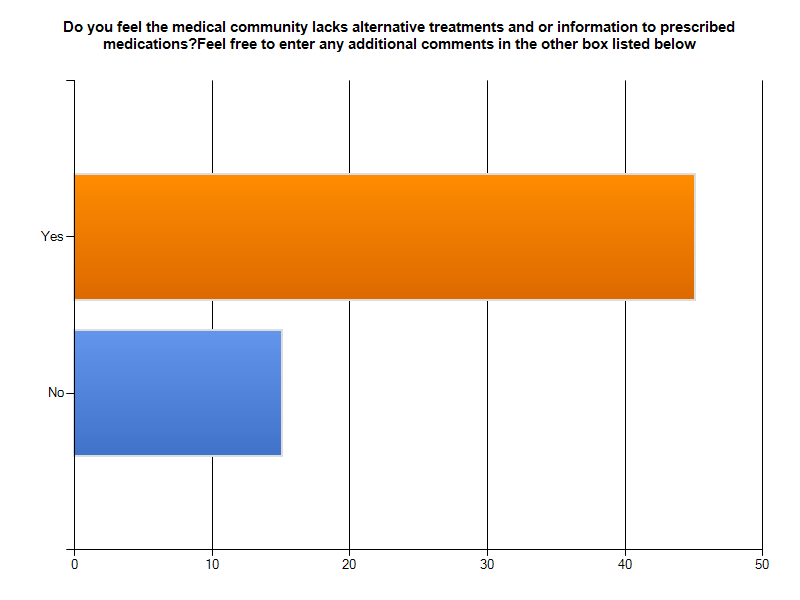 Do you feel the medical community lacks alternative treatments and or information to prescribed
medications?Feel free to enter any additional comments in the other box listed below
Yes
No
0 10 20 30 40 50